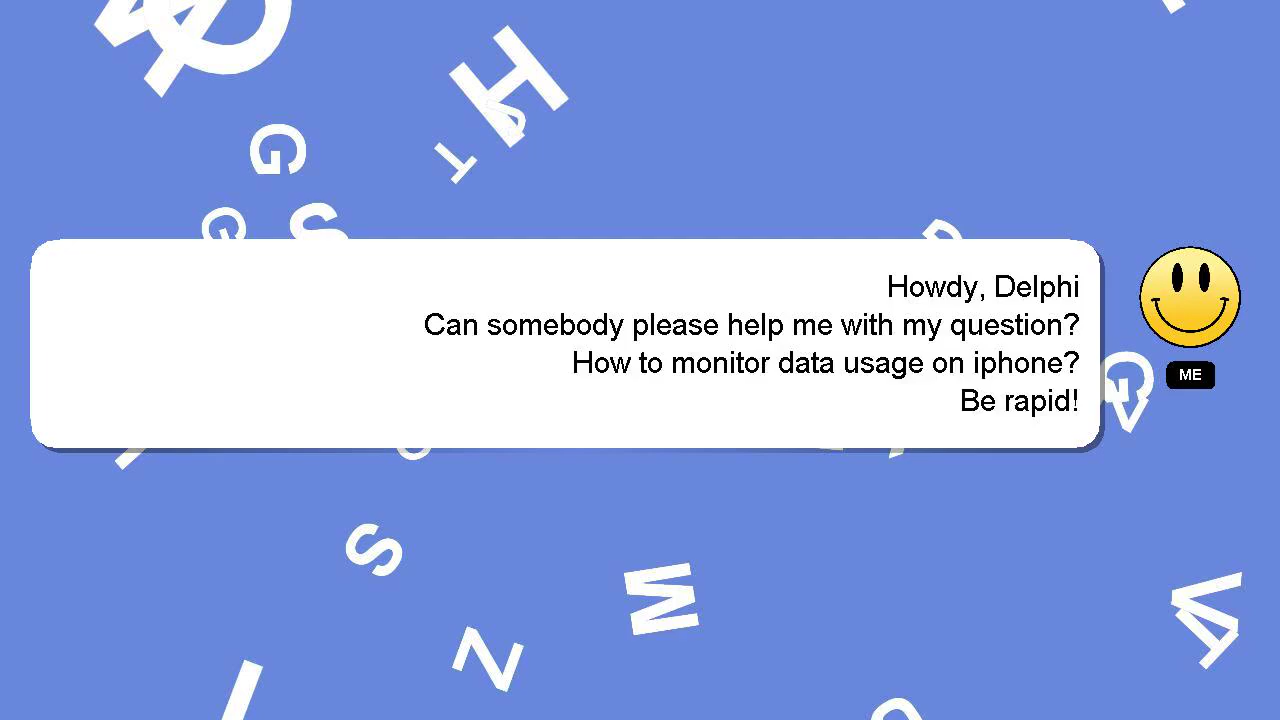 Howdy, Delphi
Can somebody please help me with my question?
How to monitor data usage on iphone?
Be rapid!
ME